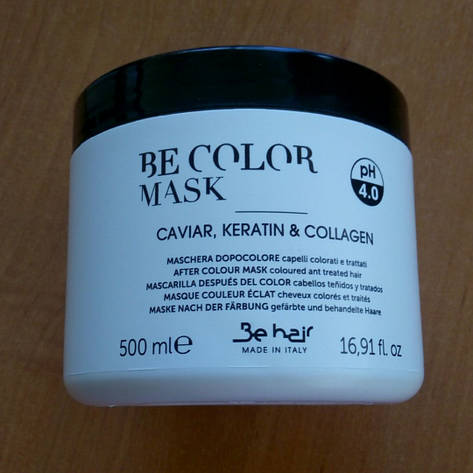 BE COLOR
MASK
pH
4.0
CAVIAR, KERATIN & COLLAGEN
MASCHERA DOPOCOLORE capelli colorati e trattati
AFTER COLOUR MASK coloured ant treated hair
MASCARILLA DESPUÉS DEL COLOR cabellos teñidos y tratados
MASQUE COULEUR ÉCLAT cheveux colorés et traités
MASKE NACH DER FÄRBUNG gefärbte und behandelte Haare
500 ml℮ Be hair 16,91 fl. oz
MADE IN ITALY